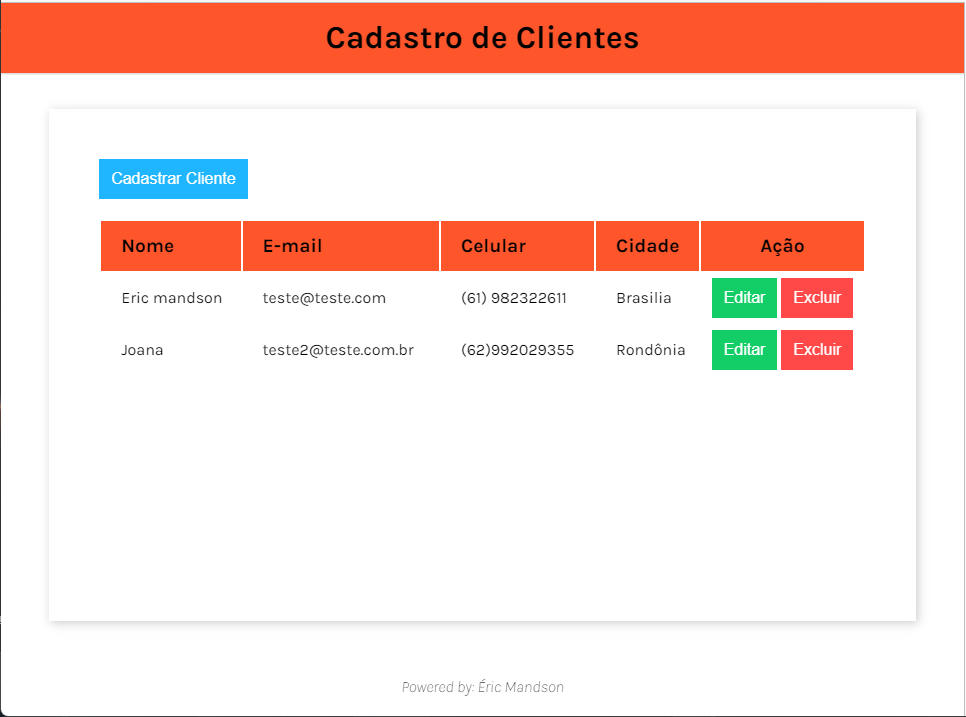 Cadastro de Clientes
Cadastrar Cliente
Nome E-mail Celular Cidade Ação
Eric mandson teste@teste.com (61) 982322611 Brasilia Editar Excluir
Joana teste2@teste.com.br (62)992029355 Rondônia Editar Excluir
Powered by: Éric Mandson